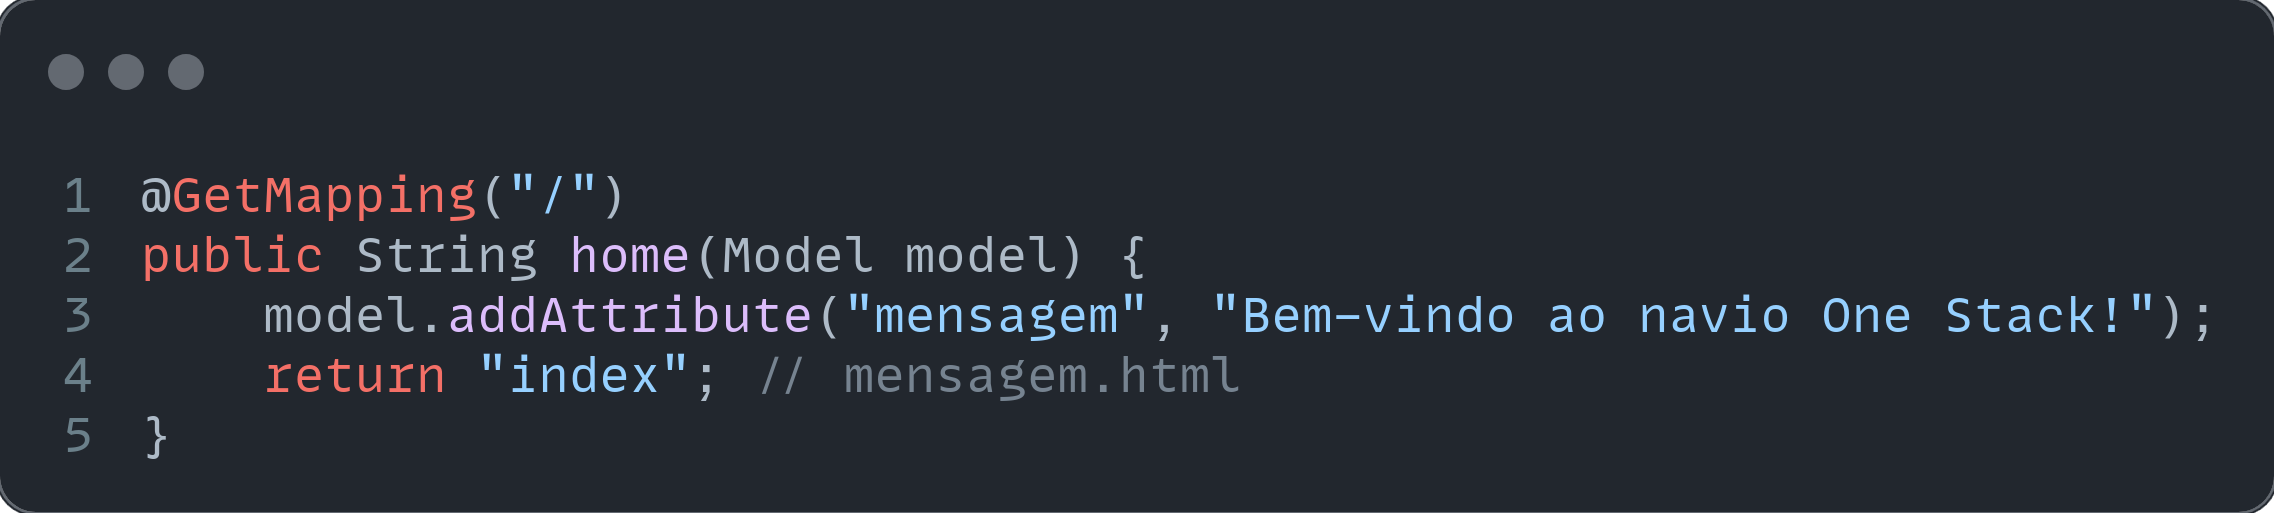 1 @GetMapping("/")
2 public String home(Model model) {
3     model.addAttribute("mensagem", "Bem-vindo ao navio One Stack!");
4     return "index"; // mensagem.html
5 }